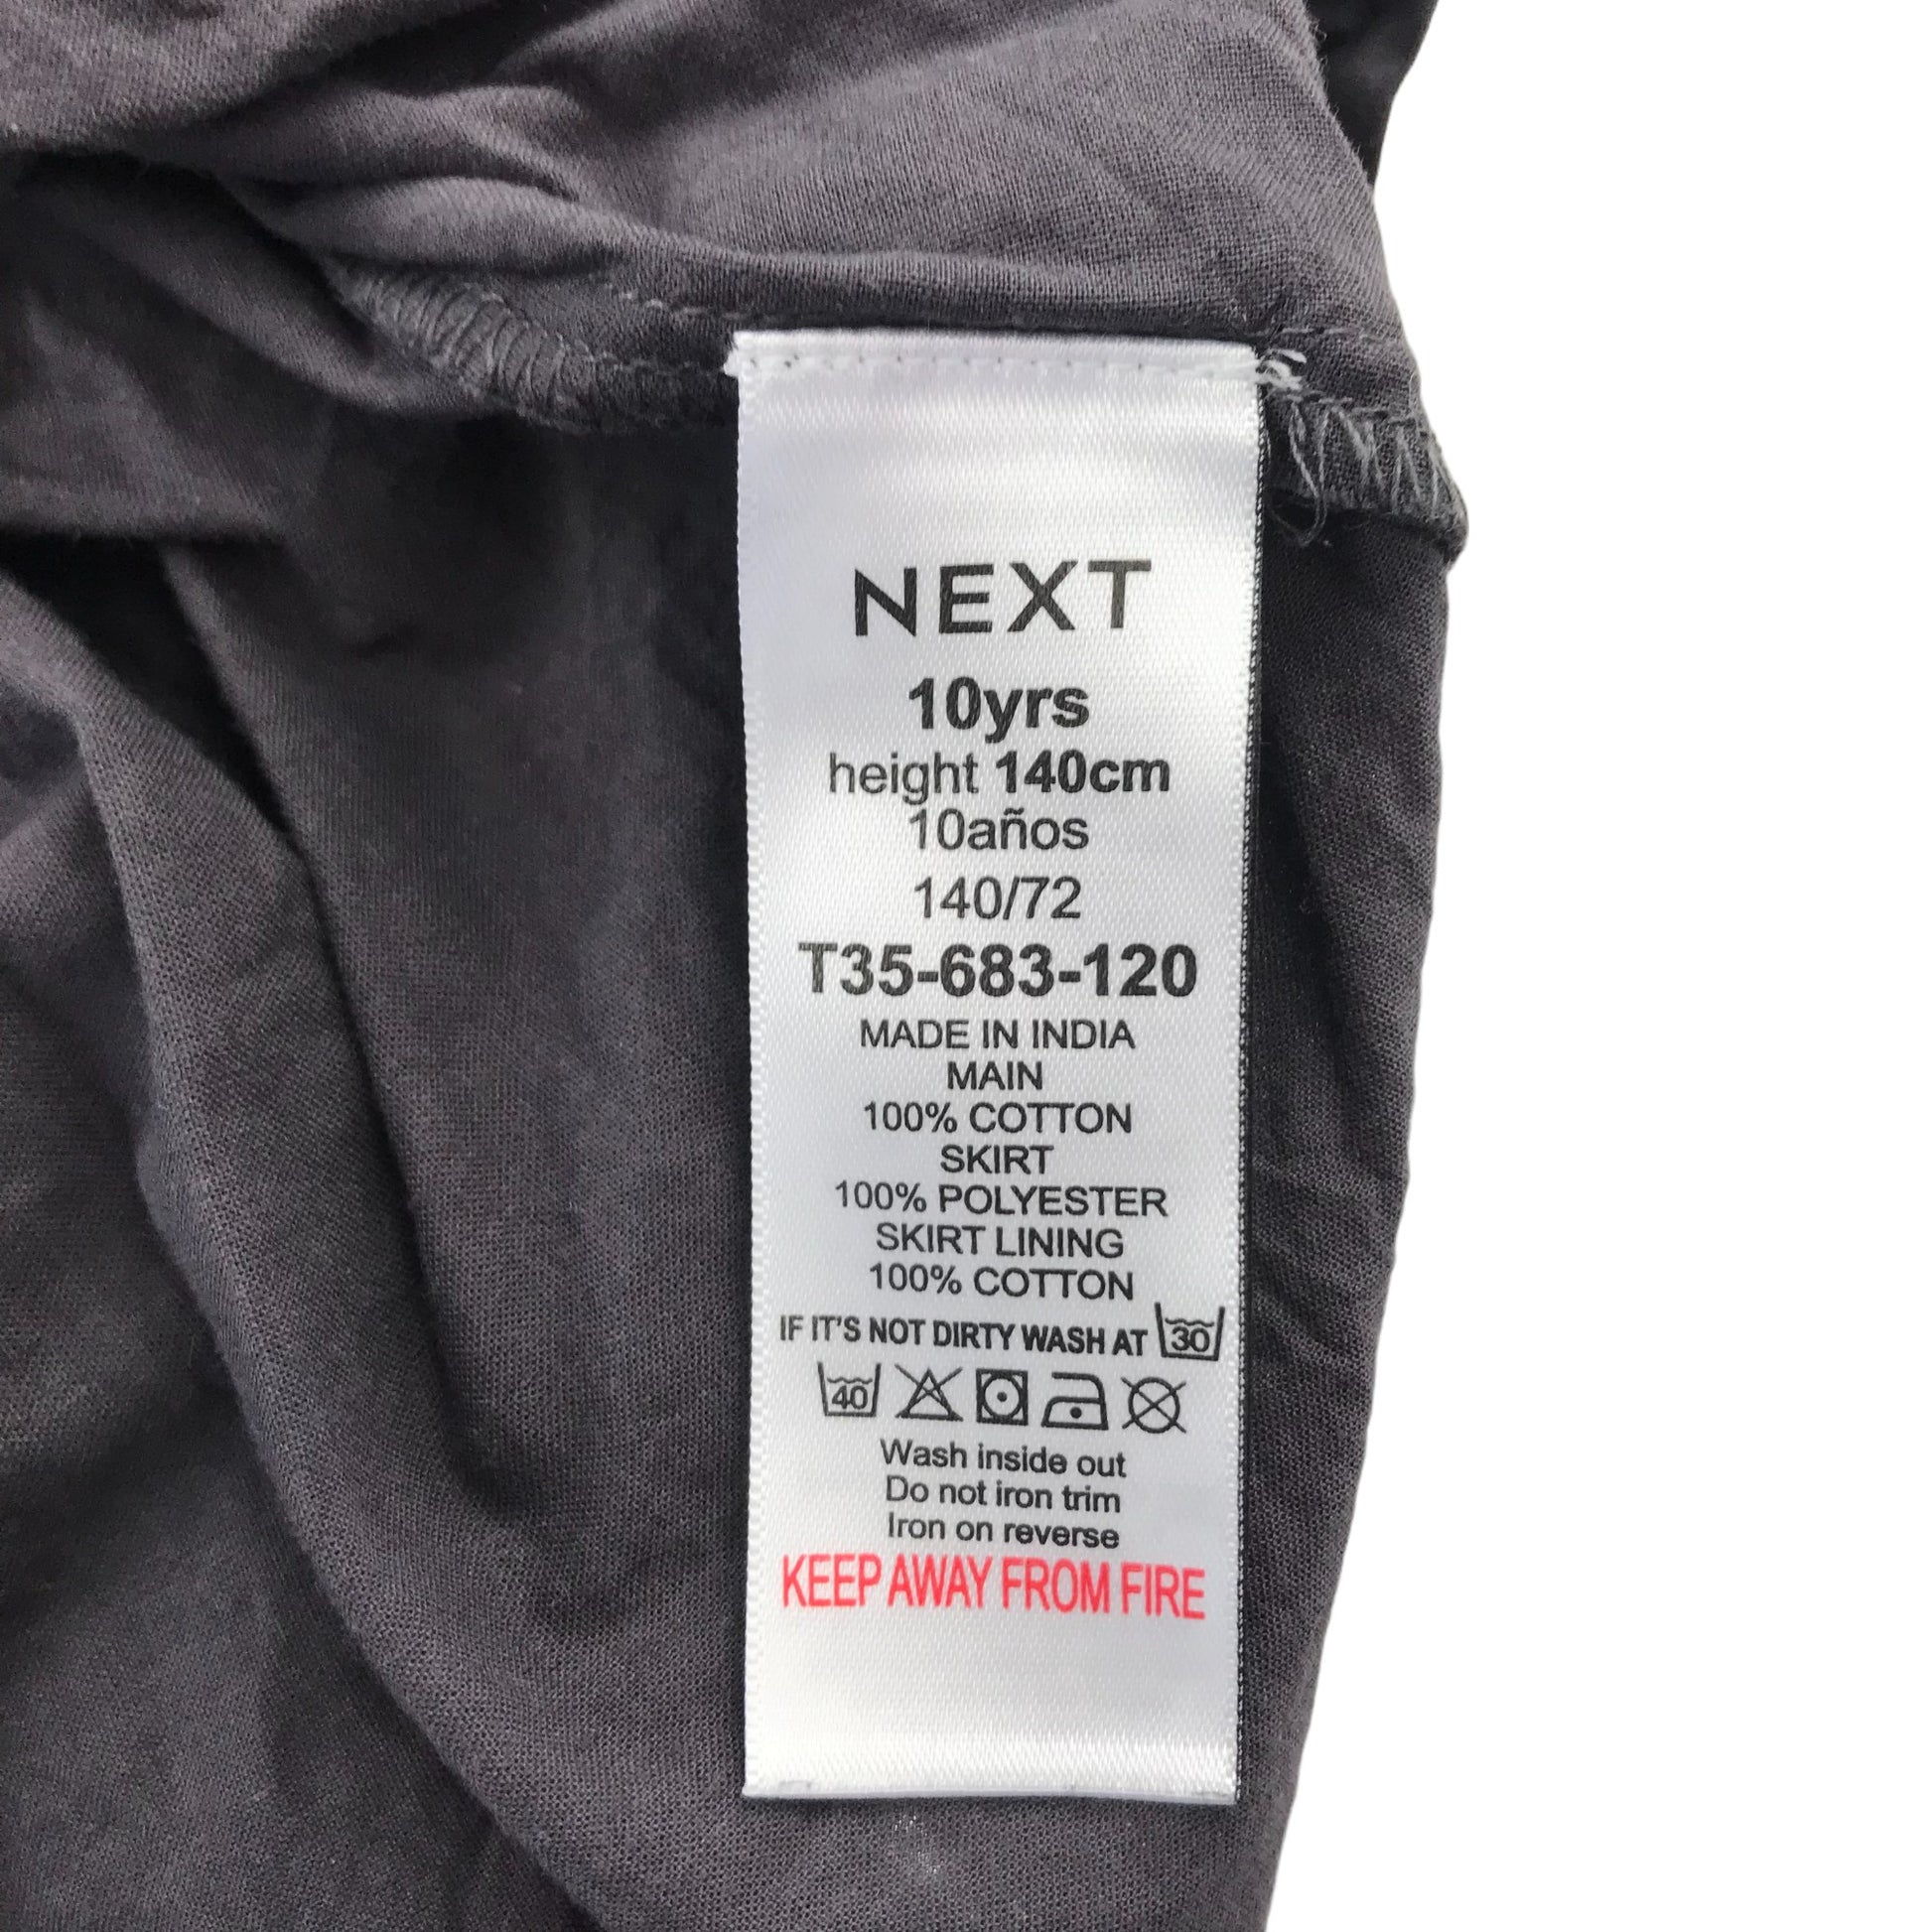 NEXT
10yrs
height 140cm
10años
140/72
T35-683-120
MADE IN INDIA
MAIN
100% COTTON
SKIRT
100% POLYESTER
SKIRT LINING
100% COTTON
IF IT'S NOT DIRTY WASH AT 30
40
Wash inside out
Do not iron trim
Iron on reverse
KEEP AWAY FROM FIRE